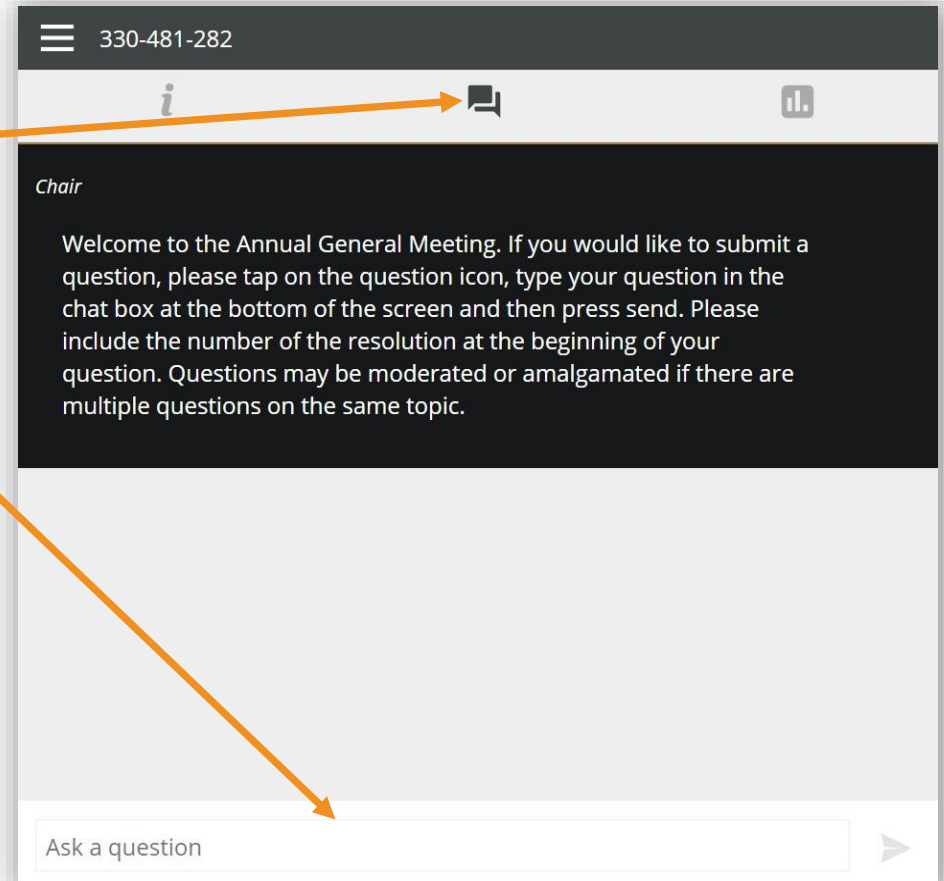 330-481-282
i
Chair
Welcome to the Annual General Meeting. If you would like to submit a
question, please tap on the question icon, type your question in the
chat box at the bottom of the screen and then press send. Please
include the number of the resolution at the beginning of your
question. Questions may be moderated or amalgamated if there are
multiple questions on the same topic.
Ask a question